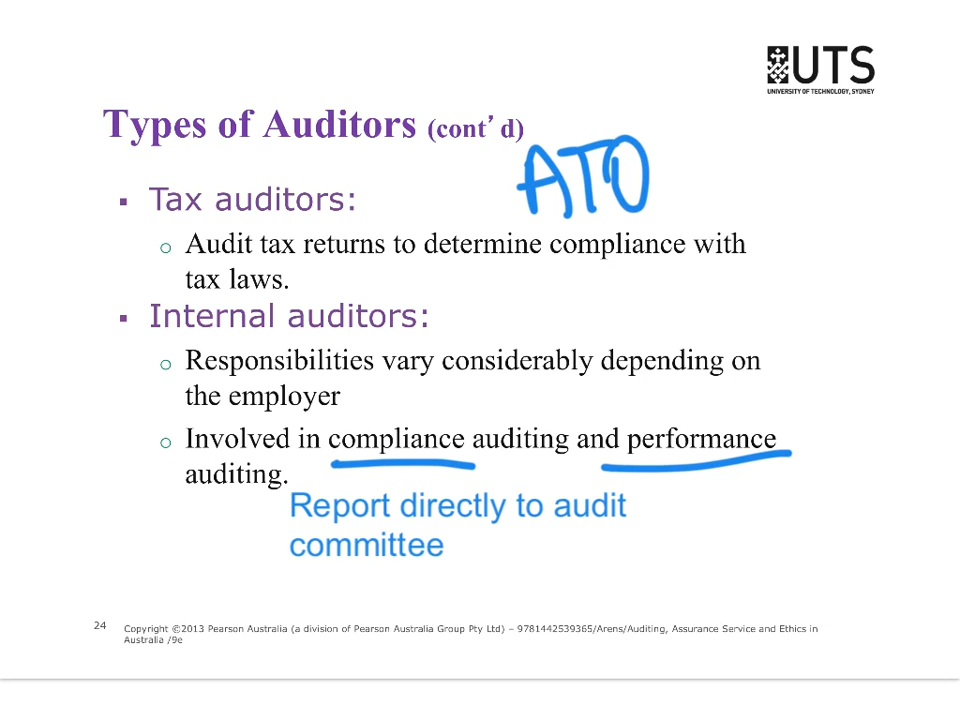 UTS
UNIVERSITY OF TECHNOLOGY, SYDNEY
Types of Auditors (cont’d)
ATO
▪ Tax auditors:
o Audit tax returns to determine compliance with
tax laws.
▪ Internal auditors:
o Responsibilities vary considerably depending on
the employer
o Involved in compliance auditing and performance
auditing.
Report directly to audit
committee
24
Copyright ©2013 Pearson Australia (a division of Pearson Australia Group Pty Ltd) – 9781442539365/Arens/Auditing, Assurance Service and Ethics in
Australia /9e